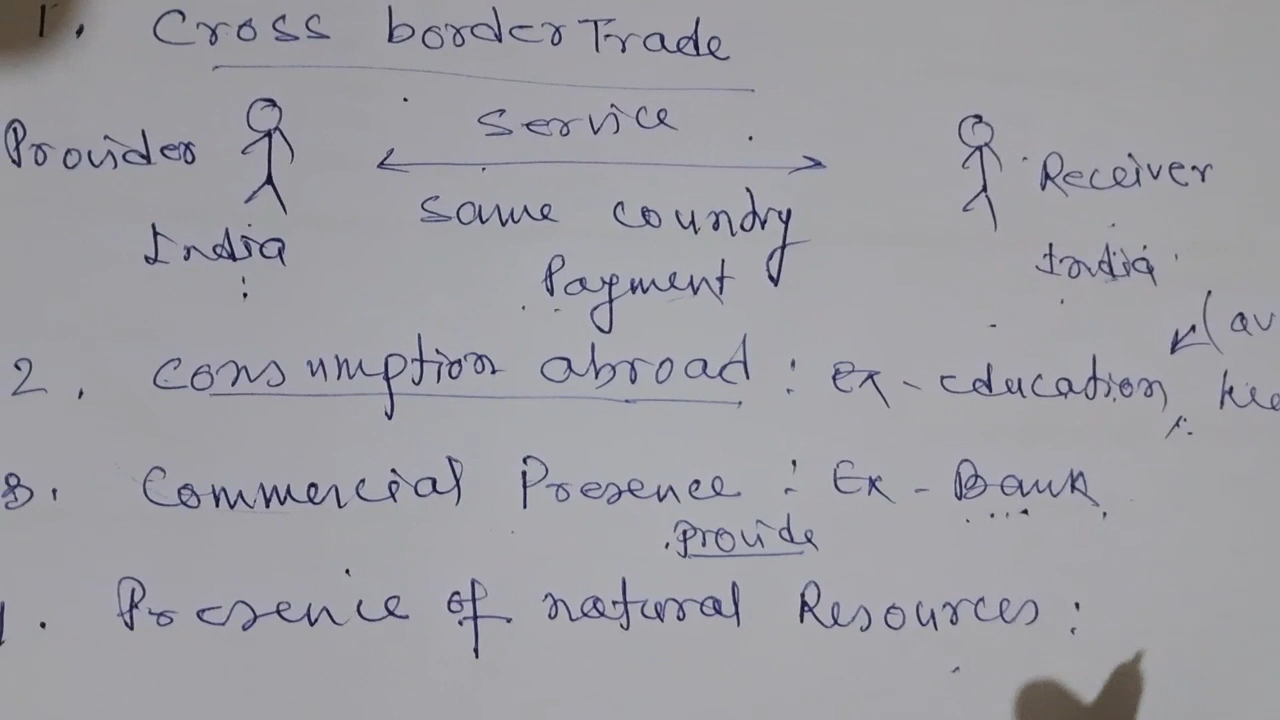 1. Cross border Trade
Service
Provider
Receiver
same country
India
India
Payment
2. Consumption abroad : Ex - education,
3. Commercial Presence : Ex - Bank
provide
. Presence of natural Resources :